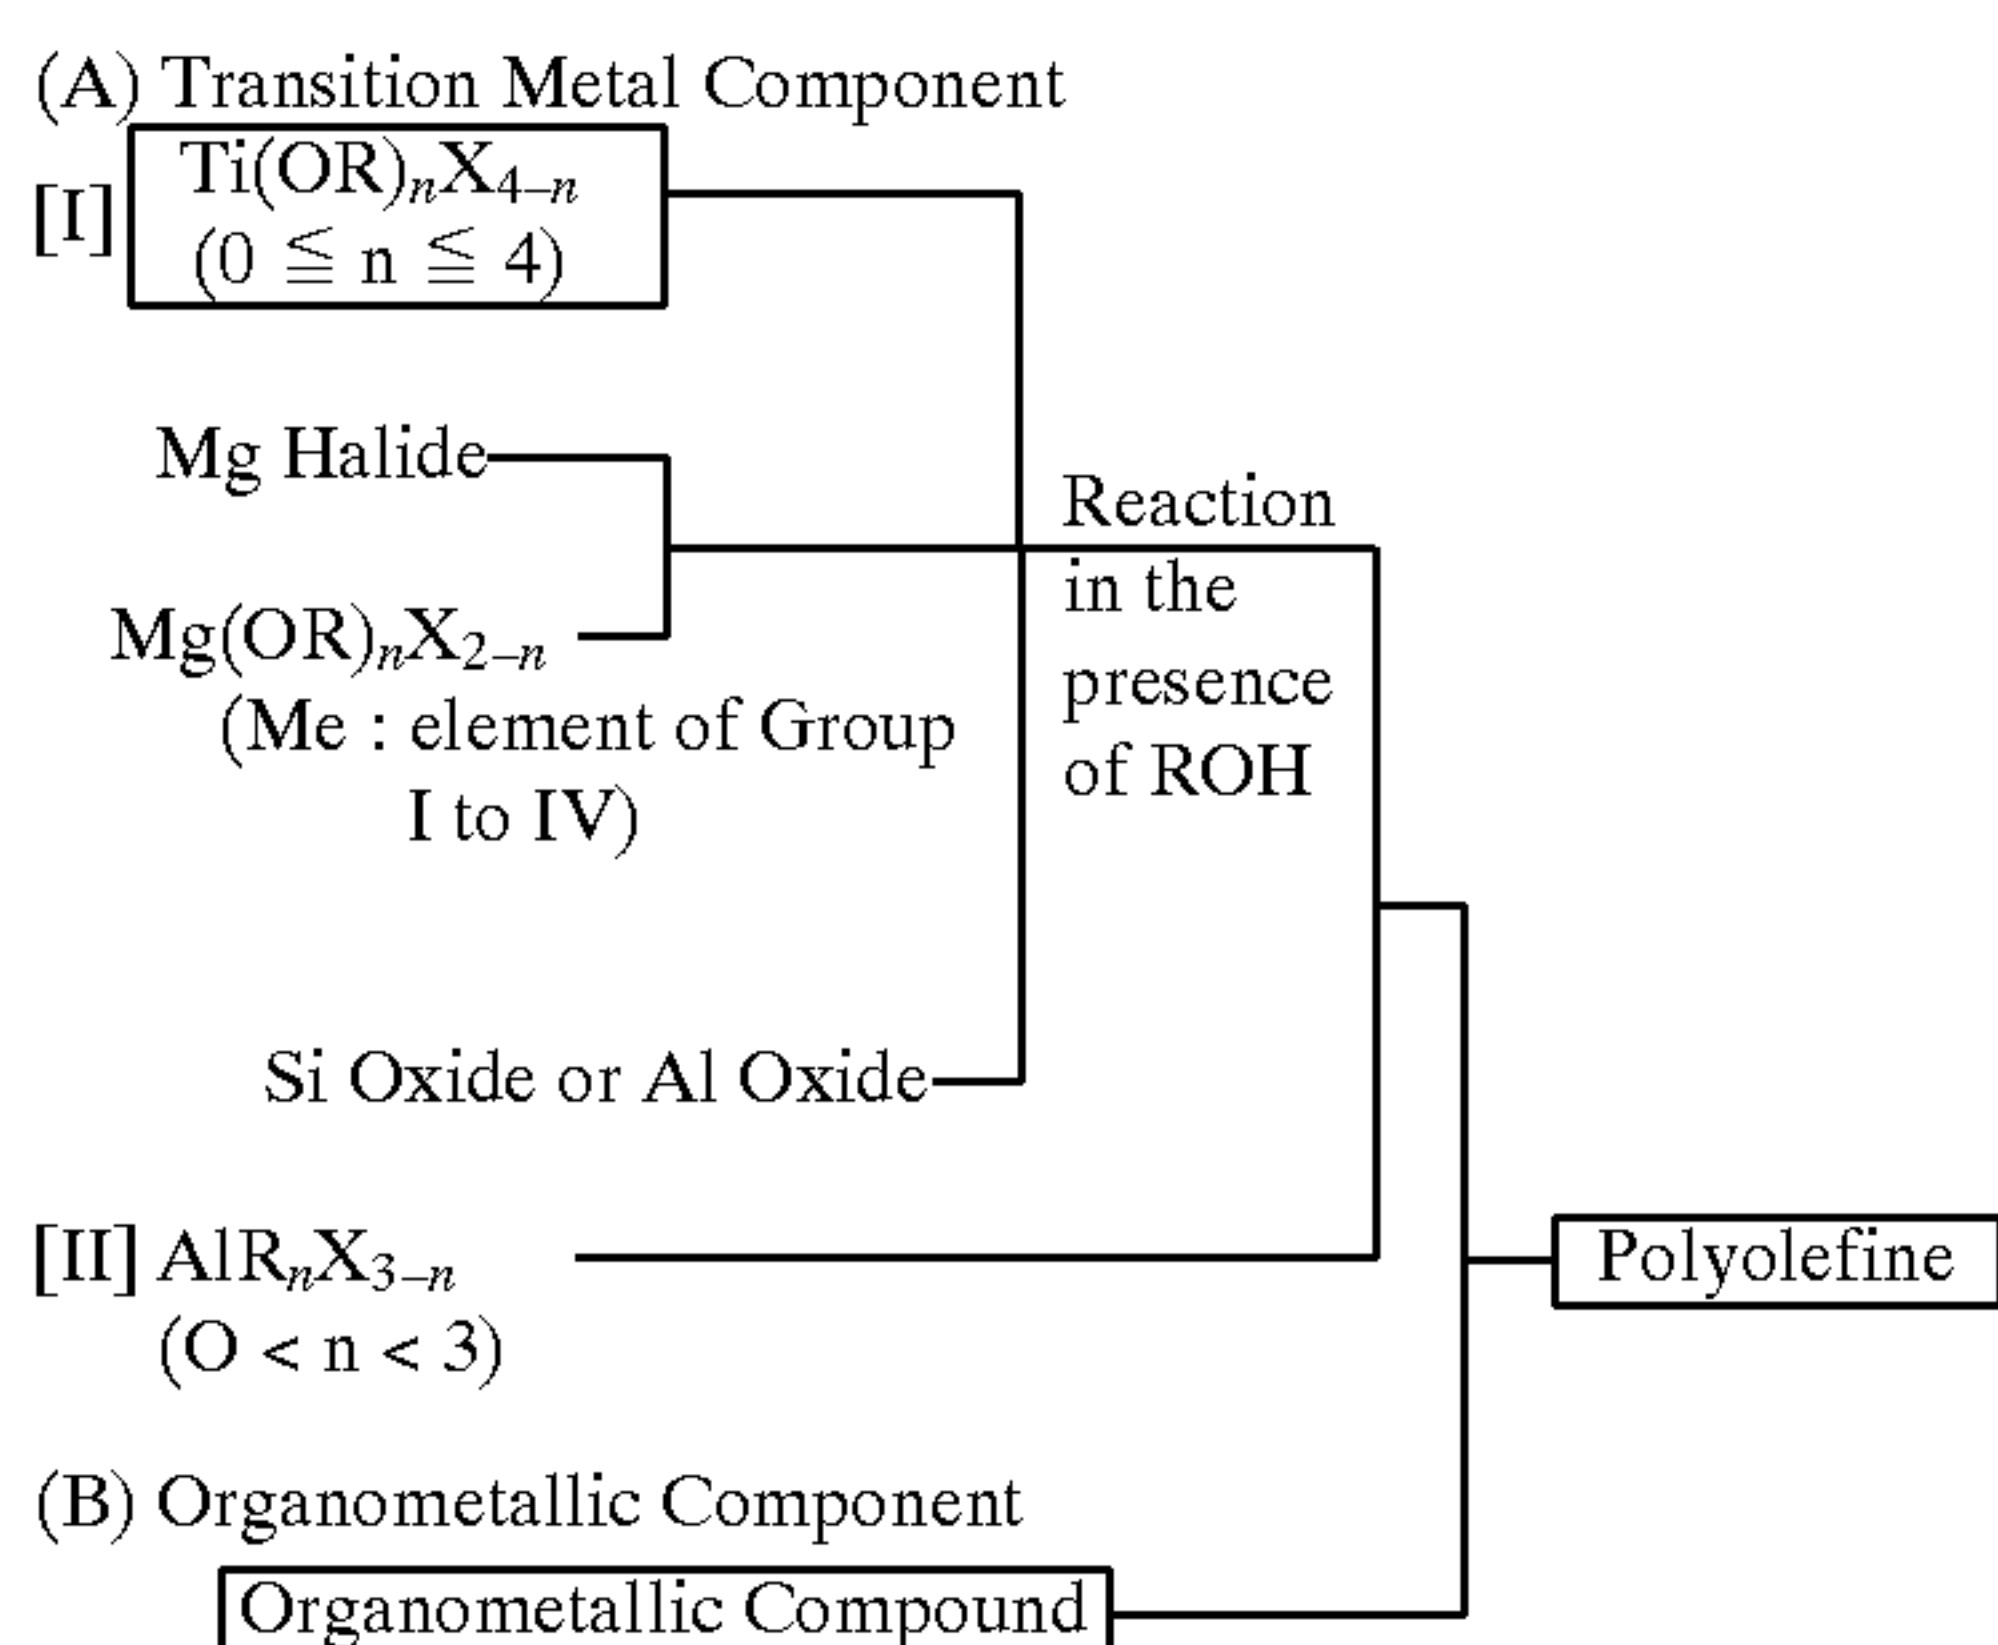 (A) Transition Metal Component
[I] Ti(OR)nX4–n
(0 ≦ n ≦ 4)
Mg Halide
Reaction
in the
presence
of ROH
Mg(OR)nX2–n
(Me : element of Group
I to IV)
Si Oxide or Al Oxide
[II] AlRnX3–n
(O < n < 3)
Polyolefine
(B) Organometallic Component
Organometallic Compound